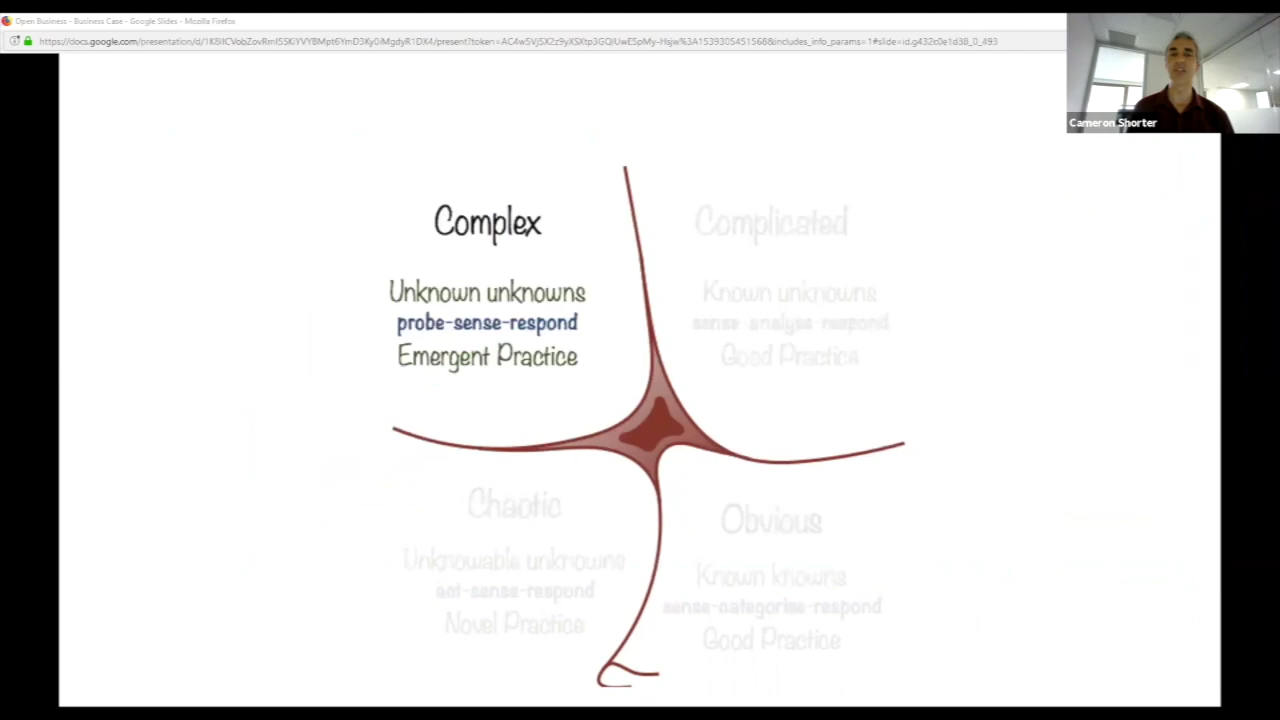 Open Business - Business Case - Google Slides - Mozilla Firefox
Cameron Shorter
Complex
Unknown unknowns
probe-sense-respond
Emergent Practice
Complicated
Known unknowns
sense-analyse-respond
Good Practice
Chaotic
Unknowable unknowns
act-sense-respond
Novel Practice
Obvious
Known knowns
sense-categorise-respond
Good Practice